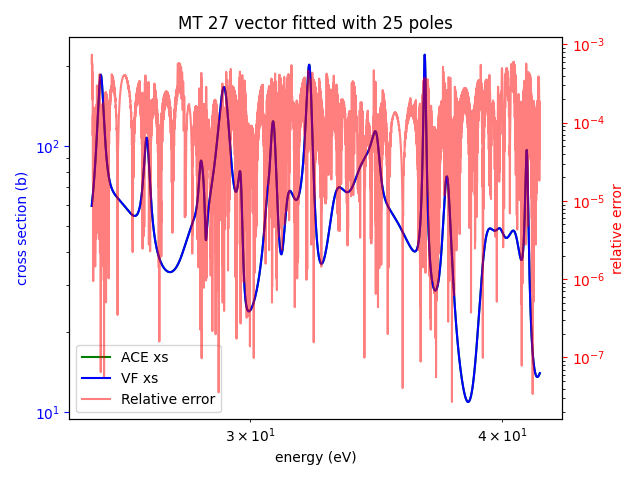 MT 27 vector fitted with 25 poles
cross section (b)
10²
10¹
10⁻³
10⁻⁴
10⁻⁵
10⁻⁶
10⁻⁷
relative error
ACE xs
VF xs
Relative error
3 × 10¹
4 × 10¹
energy (eV)